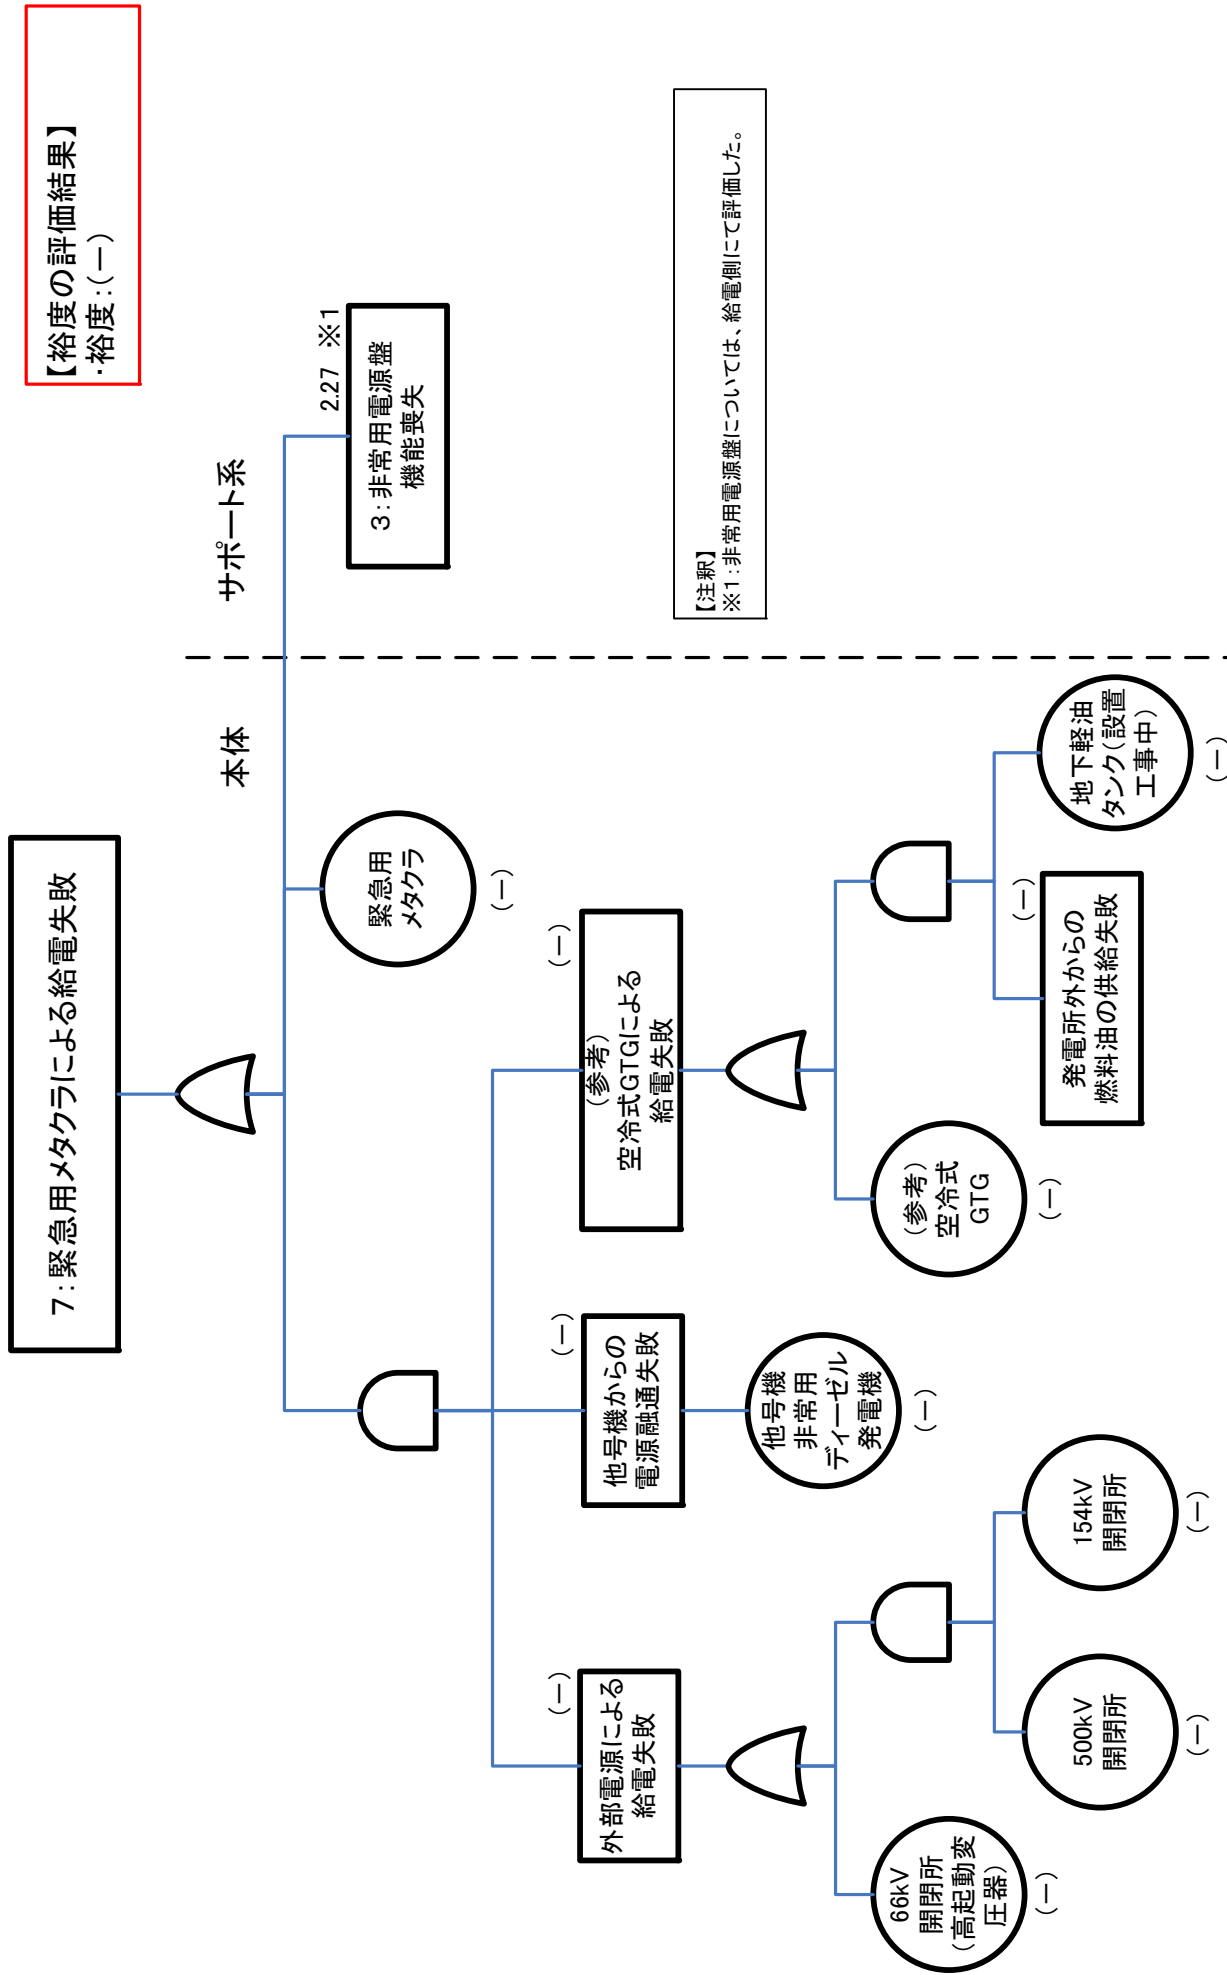 7：緊急用メタクラによる給電失敗
【裕度の評価結果】
・裕度：(－)
本体
サポート系
緊急用
メタクラ
(－)
2.27 ※1
3：非常用電源盤
機能喪失
(－)
外部電源による
給電失敗
(－)
他号機からの
電源融通失敗
(－)
(参考)
空冷式GTGによる
給電失敗
66kV
開閉所
(高起動変
圧器)
(－)
500kV
開閉所
(－)
154kV
開閉所
(－)
他号機
非常用
ディーゼル
発電機
(－)
(参考)
空冷式
GTG
(－)
(－)
発電所外からの
燃料油の供給失敗
地下軽油
タンク(設置
工事中)
(－)
【注釈】
※1：非常用電源盤については、給電側にて評価した。